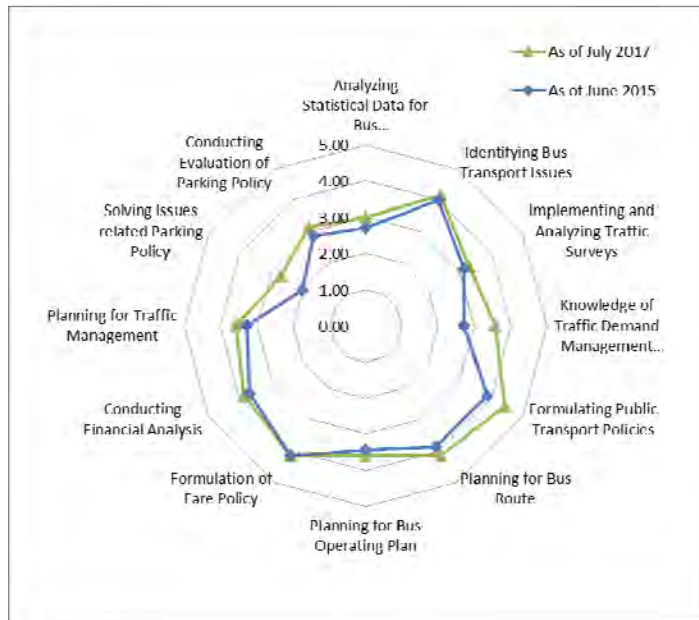 As of July 2017
As of June 2015
Analyzing
Statistical Data for
Bus...
Identifying Bus
Transport Issues
Implementing and
Analyzing Traffic
Surveys
Knowledge of
Traffic Demand
Management...
Formulating Public
Transport Policies
Planning for Bus
Route
Planning for Bus
Operating Plan
Formulation of
Fare Policy
Conducting
Financial Analysis
Planning for Traffic
Management
Solving Issues
related Parking
Policy
Conducting
Evaluation of
Parking Policy
5.00
4.00
3.00
2.00
1.00
0.00